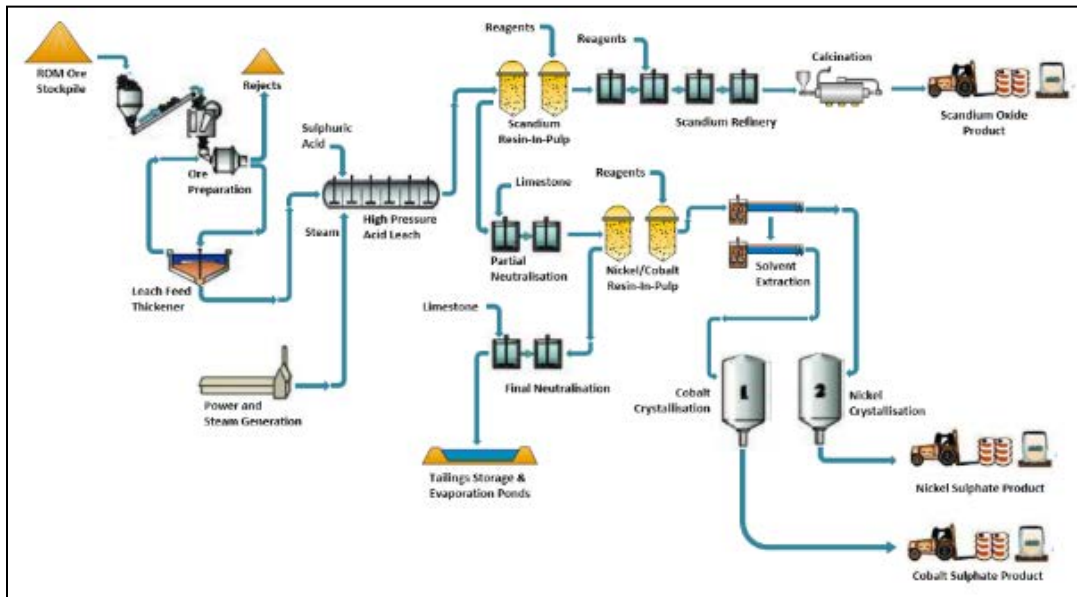 ROM Ore
Stockpile
Rejects
Ore
Preparation
Leach Feed
Thickener
Sulphuric
Acid
Steam
High Pressure
Acid Leach
Power and
Steam Generation
Reagents
Reagents
Scandium
Resin-In-Pulp
Scandium Refinery
Calcination
Scandium Oxide
Product
Limestone
Partial
Neutralisation
Reagents
Nickel/Cobalt
Resin-In-Pulp
Solvent
Extraction
Limestone
Final Neutralisation
Tailings Storage &
Evaporation Ponds
Cobalt
Crystallisation
1
2
Nickel
Crystallisation
Nickel Sulphate Product
Cobalt Sulphate Product